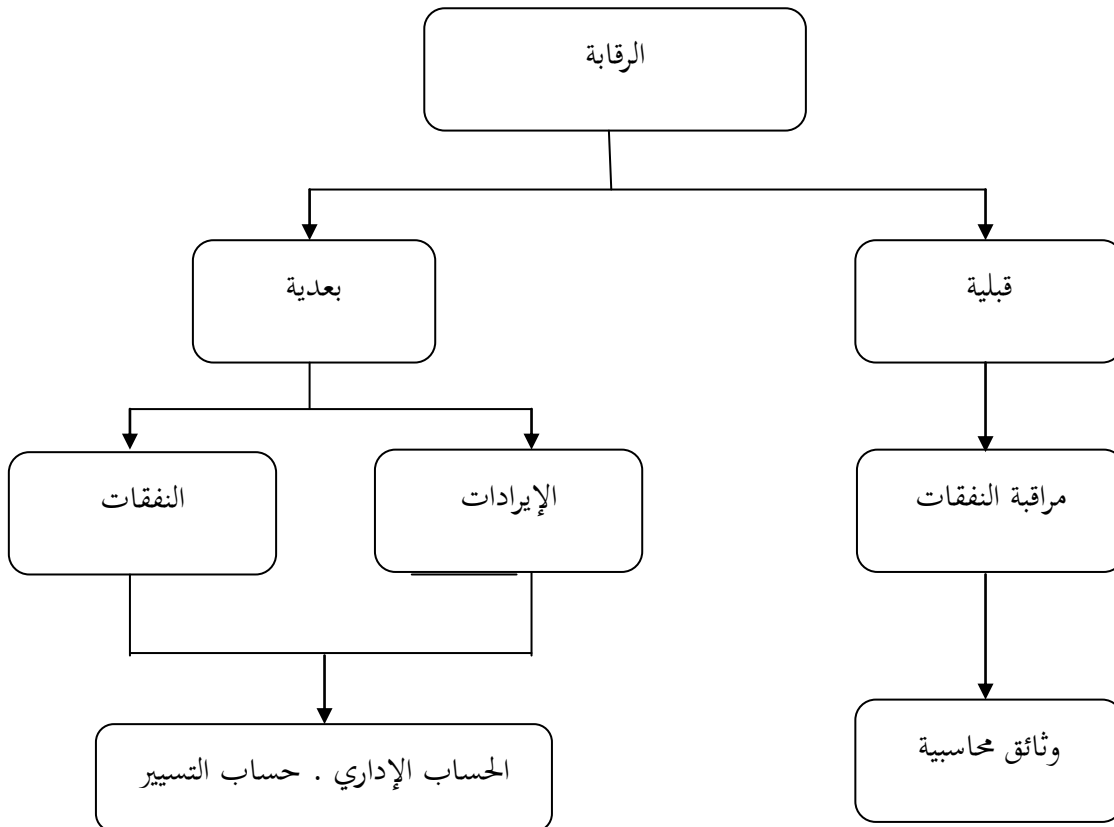 الرقابة
قبلية
بعدية
مراقبة النفقات
الإيرادات
النفقات
وثائق محاسبية
الحساب الإداري . حساب التسيير